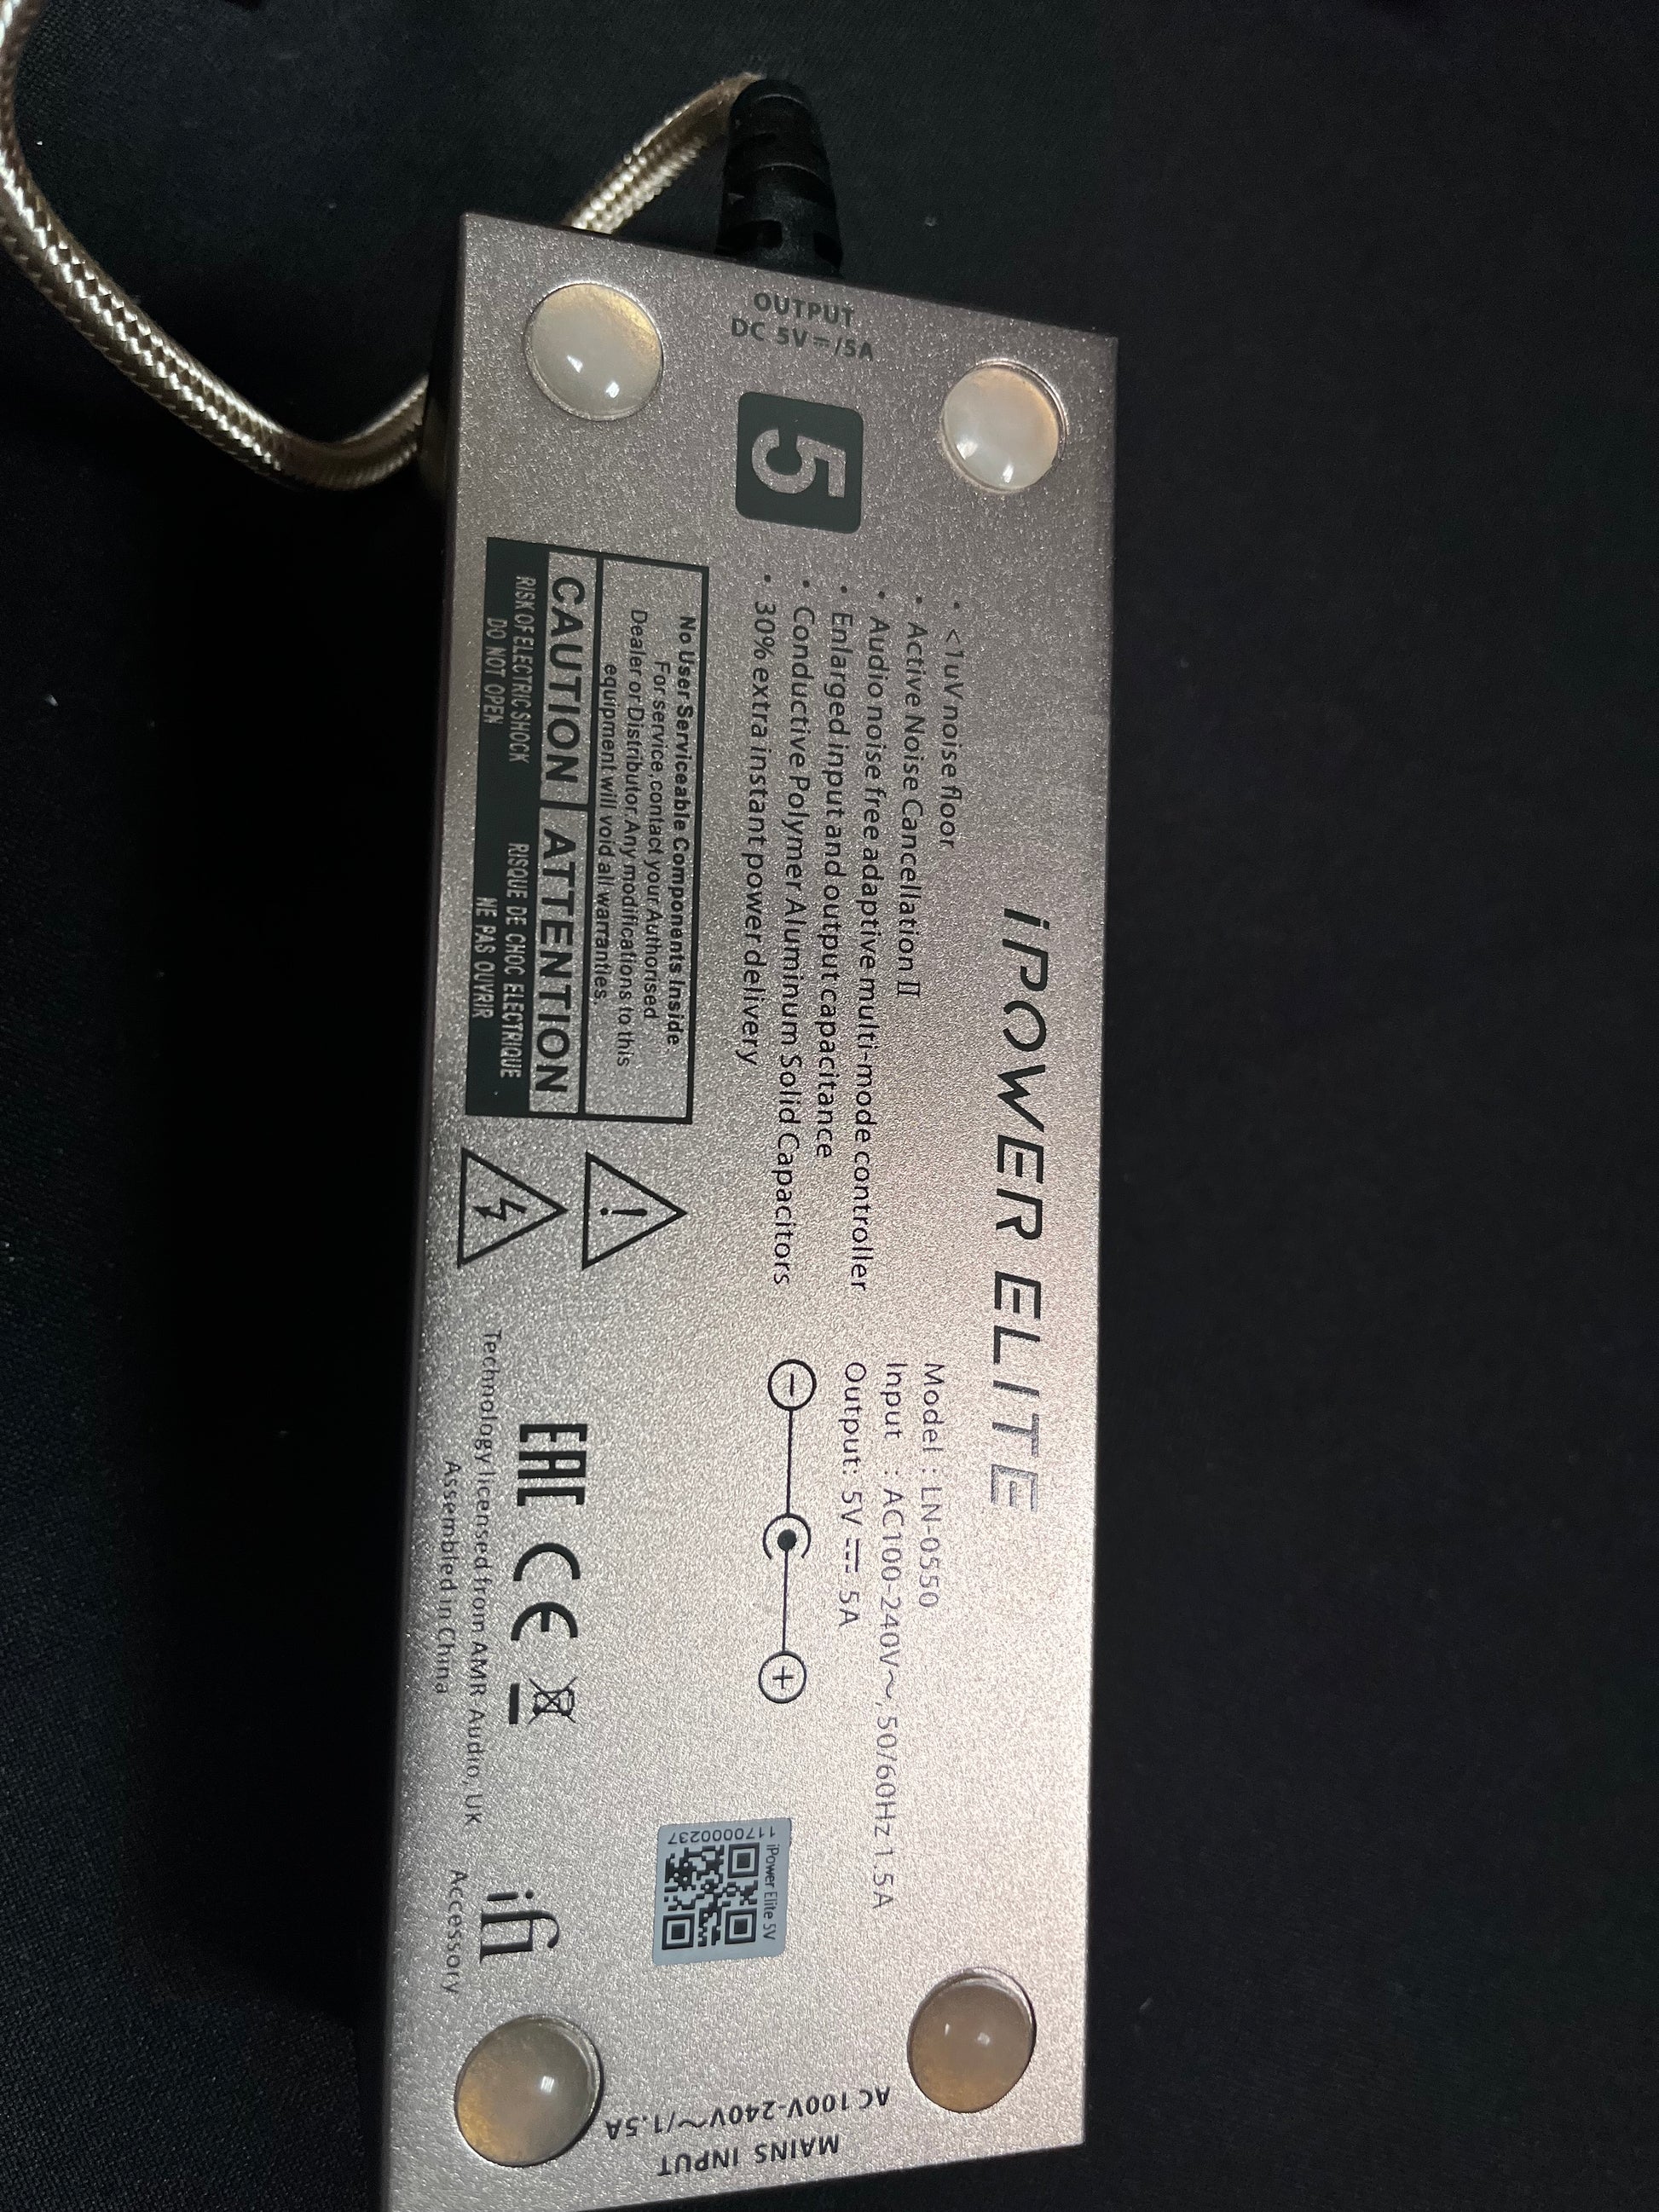 OUTPUT
DC 5V⎓/5A
5
iPOWER ELITE
• <1uV noise floor
• Active Noise Cancellation Ⅱ
• Audio noise free adaptive multi-mode controller
• Enlarged input and output capacitance
• Conductive Polymer Aluminum Solid Capacitors
• 30% extra instant power delivery
Model : LN-0550
Input : AC100-240V～, 50/60Hz 1.5A
Output: 5V ⎓ 5A
- +
No User Serviceable Components Inside
For service, contact your Authorised
Dealer or Distributor. Any modifications to this
equipment will void all warranties.
CAUTION ATTENTION
RISK OF ELECTRIC SHOCK
DO NOT OPEN
RISQUE DE CHOC ELECTRIQUE
NE PAS OUVRIR
!
EAC CE
Technology licensed from AMR Audio, UK
Assembled in China
iPower Elite 5V
1170000237
ifi
Accessory
MAINS INPUT
AC100V-240V～/1.5A